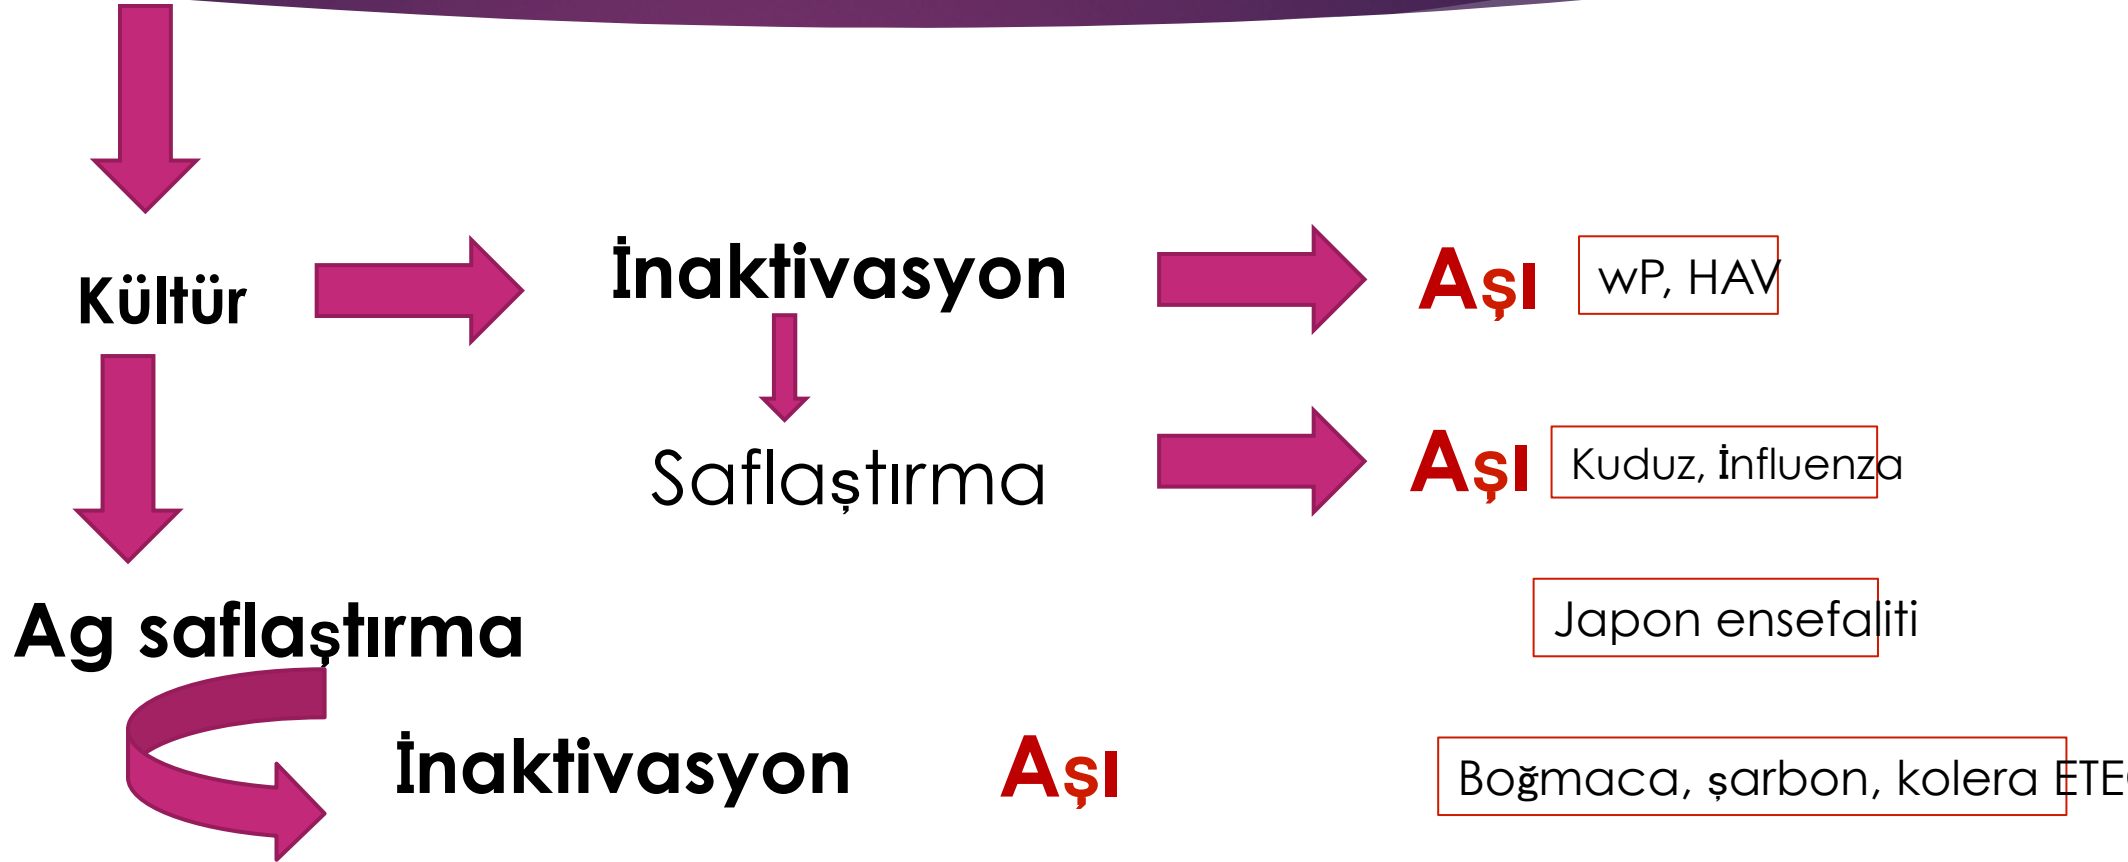 Kültür
İnaktivasyon
Aşı
wP, HAV
Saflaştırma
Aşı
Kuduz, İnfluenza
Ag saflaştırma
Japon ensefaliti
İnaktivasyon
Aşı
Boğmaca, şarbon, kolera